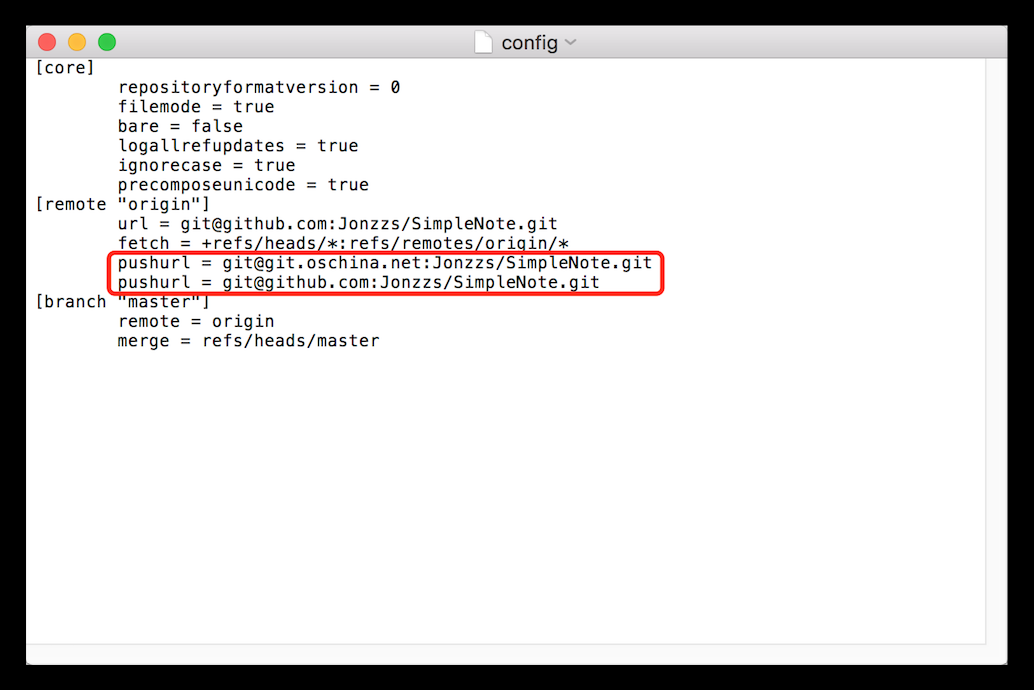 config
[core]
repositoryformatversion = 0
filemode = true
bare = false
logallrefupdates = true
ignorecase = true
precomposeunicode = true
[remote "origin"]
url = git@github.com:Jonzzs/SimpleNote.git
fetch = +refs/heads/*:refs/remotes/origin/*
pushurl = git@git.oschina.net:Jonzzs/SimpleNote.git
pushurl = git@github.com:Jonzzs/SimpleNote.git
[branch "master"]
remote = origin
merge = refs/heads/master